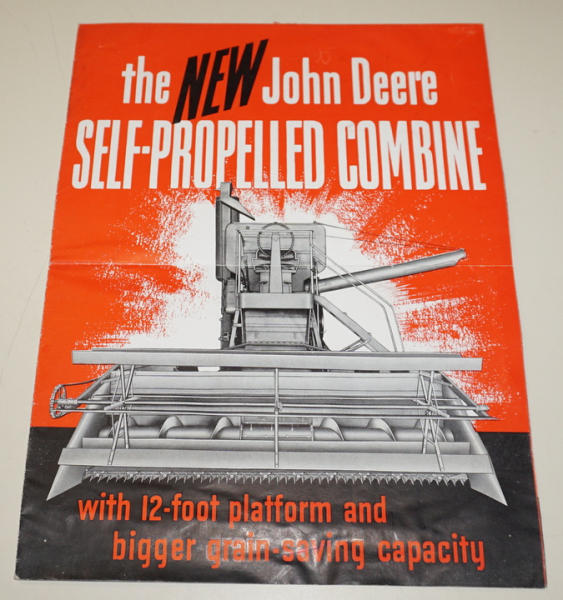 the NEW John Deere
SELF-PROPELLED COMBINE
with 12-foot platform and
bigger grain-saving capacity